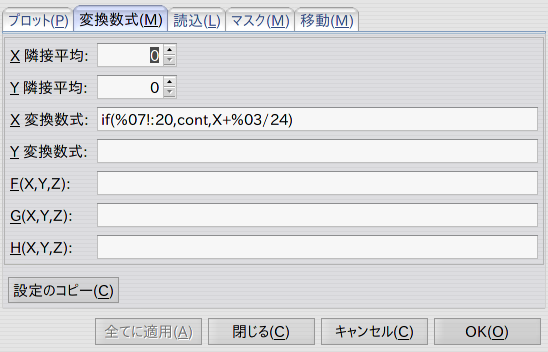 プロット(P) 変換数式(M) 読込(L) マスク(M) 移動(M)
X 隣接平均: 0
Y 隣接平均: 0
X 変換数式: if(%07!:20,cont,X+%03/24)
Y 変換数式:
F(X,Y,Z):
G(X,Y,Z):
H(X,Y,Z):
設定のコピー(C)
全てに適用(A) 閉じる(C) キャンセル(C) OK(O)